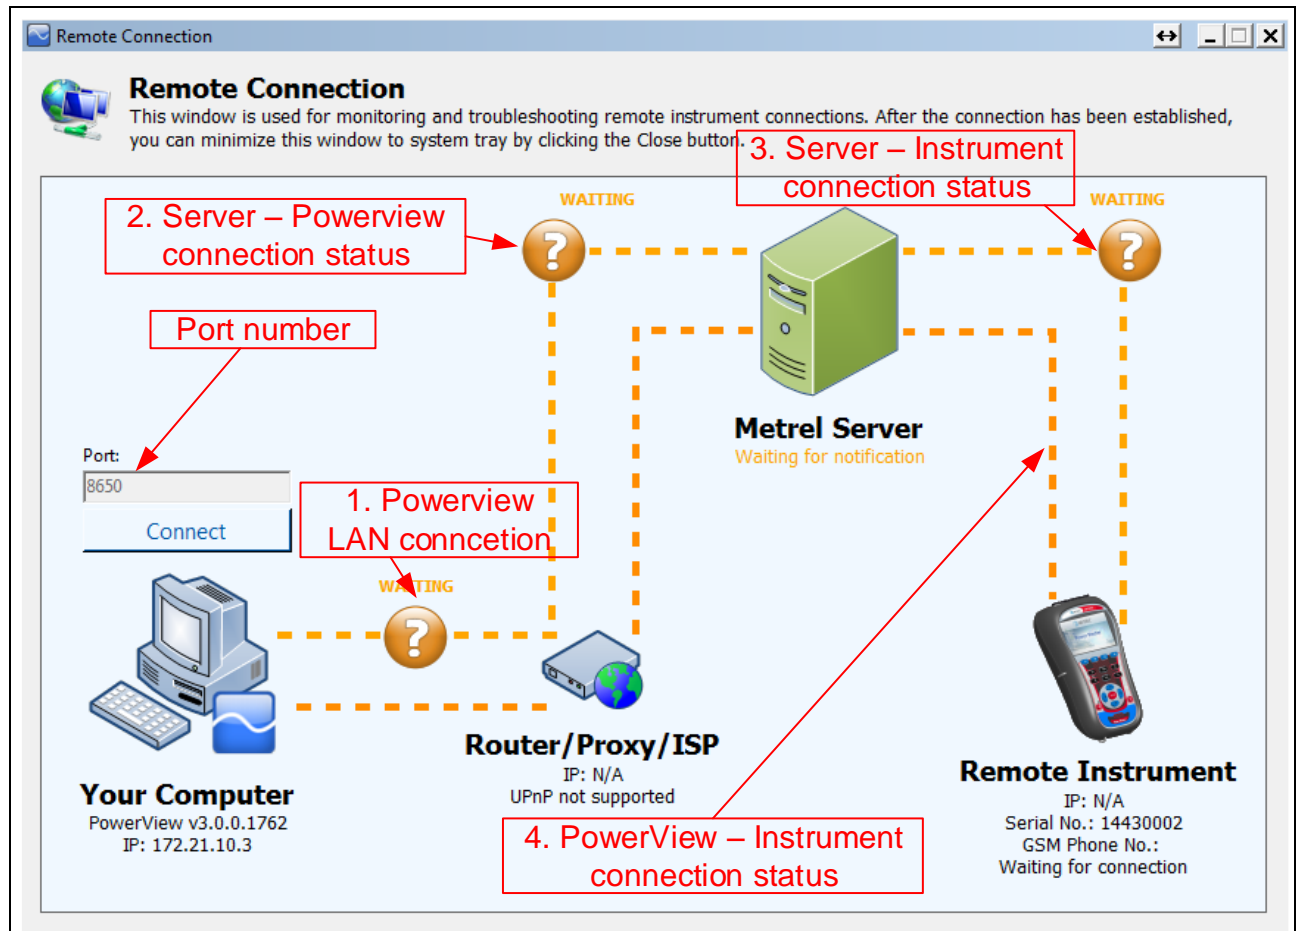 Remote Connection
Remote Connection
This window is used for monitoring and troubleshooting remote instrument connections. After the connection has been established,
you can minimize this window to system tray by clicking the Close button.
3. Server – Instrument
connection status
WAITING
WAITING
2. Server – Powerview
connection status
?
?
Port number
Metrel Server
Waiting for notification
Port:
8650
Connect
1. Powerview
LAN conncetion
WAITING
?
Router/Proxy/ISP
IP: N/A
UPnP not supported
Your Computer
PowerView v3.0.0.1762
IP: 172.21.10.3
Remote Instrument
IP: N/A
Serial No.: 14430002
GSM Phone No.:
Waiting for connection
4. PowerView – Instrument
connection status